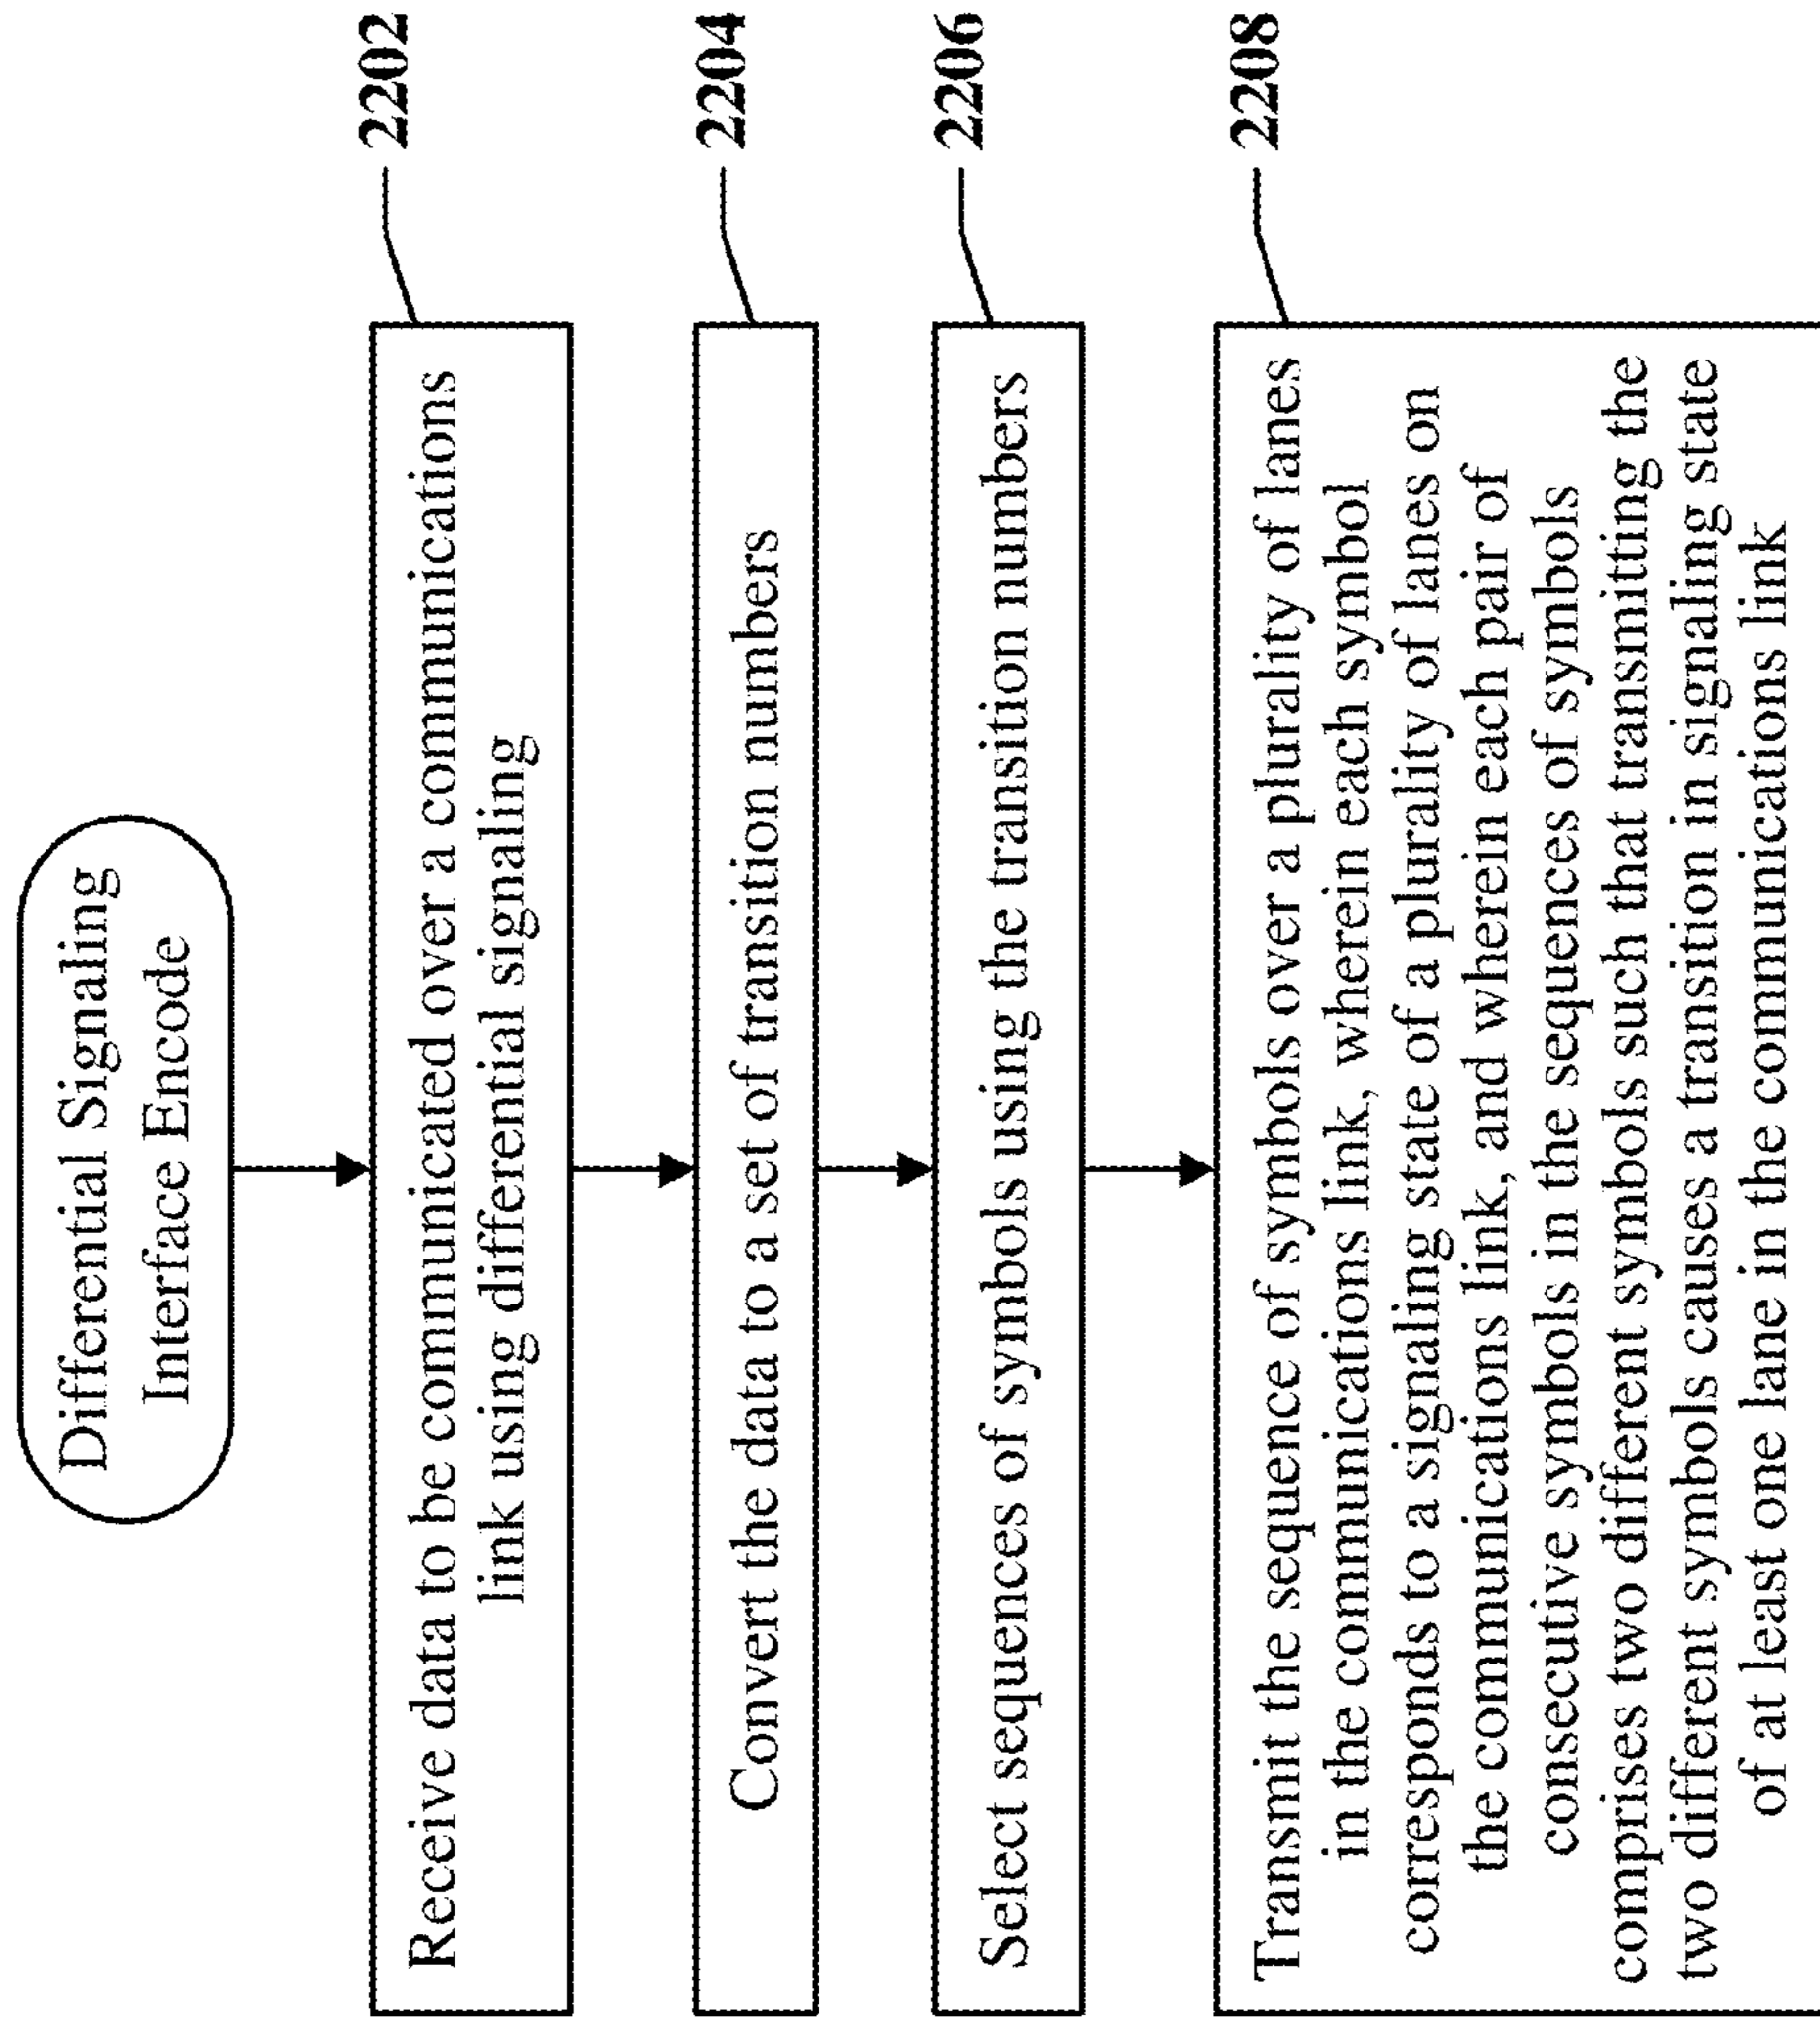 Differential Signaling
Interface Encode
2202
Receive data to be communicated over a communications
link using differential signaling
2204
Convert the data to a set of transition numbers
2206
Select sequences of symbols using the transition numbers
2208
Transmit the sequence of symbols over a plurality of lanes
in the communications link, wherein each symbol
corresponds to a signaling state of a plurality of lanes on
the communications link, and wherein each pair of
consecutive symbols in the sequences of symbols
comprises two different symbols such that transmitting the
two different symbols causes a transition in signaling state
of at least one lane in the communications link